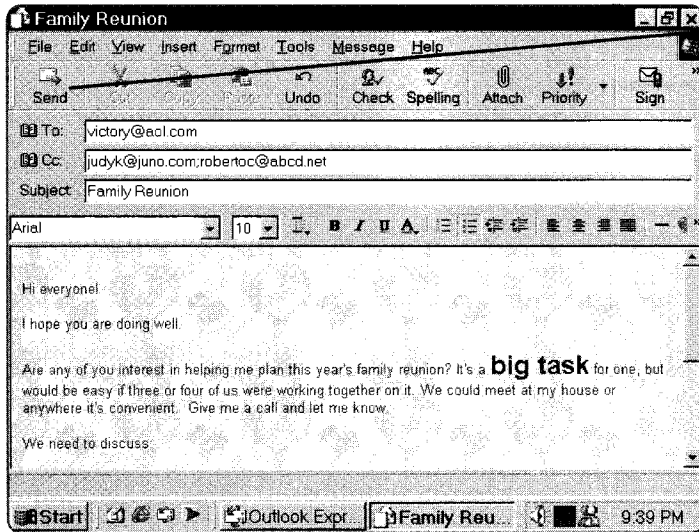 Family Reunion
File Edit View Insert Format Tools Message Help
Send Cut Copy Paste Undo Check Spelling Attach Priority Sign
To: victory@aol.com
Cc: judyk@juno.com;robertoc@abcd.net
Subject: Family Reunion
Arial 10 B I U A
Hi everyone!
I hope you are doing well.
Are any of you interest in helping me plan this year's family reunion? It's a big task for one, but
would be easy if three or four of us were working together on it. We could meet at my house or
anywhere it's convenient. Give me a call and let me know.
We need to discuss
Start Outlook Expr... Family Reu... 9:39 PM